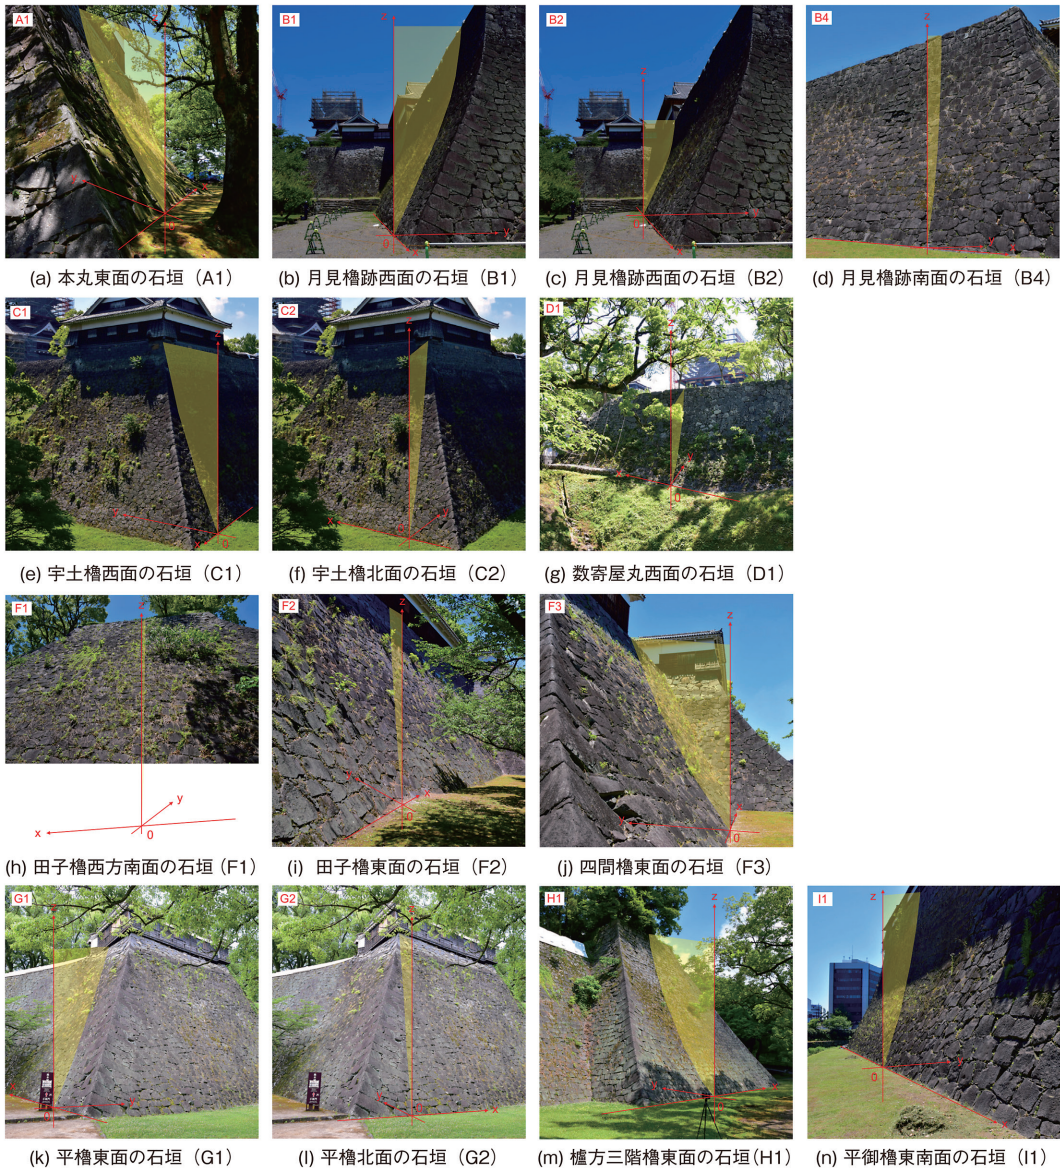 A1
B1
B2
B4
(a) 本丸東面の石垣 (A1)
(b) 月見櫓跡西面の石垣 (B1)
(c) 月見櫓跡西面の石垣 (B2)
(d) 月見櫓跡南面の石垣 (B4)
C1
C2
D1
(e) 宇土櫓西面の石垣 (C1)
(f) 宇土櫓北面の石垣 (C2)
(g) 数寄屋丸西面の石垣 (D1)
F1
F2
F3
z
y
x
0
(h) 田子櫓西方南面の石垣 (F1)
(i) 田子櫓東面の石垣 (F2)
(j) 四間櫓東面の石垣 (F3)
G1
G2
H1
I1
(k) 平櫓東面の石垣 (G1)
(l) 平櫓北面の石垣 (G2)
(m) 櫨方三階櫓東面の石垣(H1)
(n) 平御櫓東南面の石垣 (I1)